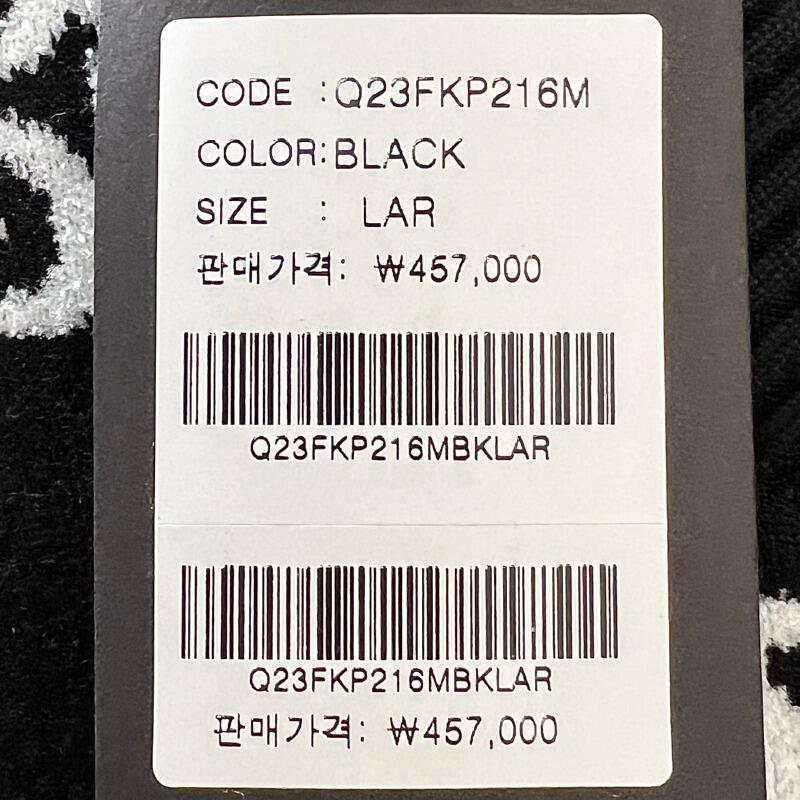 CODE :Q23FKP216M
COLOR:BLACK
SIZE : LAR
판매가격: ₩457,000
Q23FKP216MBKLAR
Q23FKP216MBKLAR
판매가격: ₩457,000